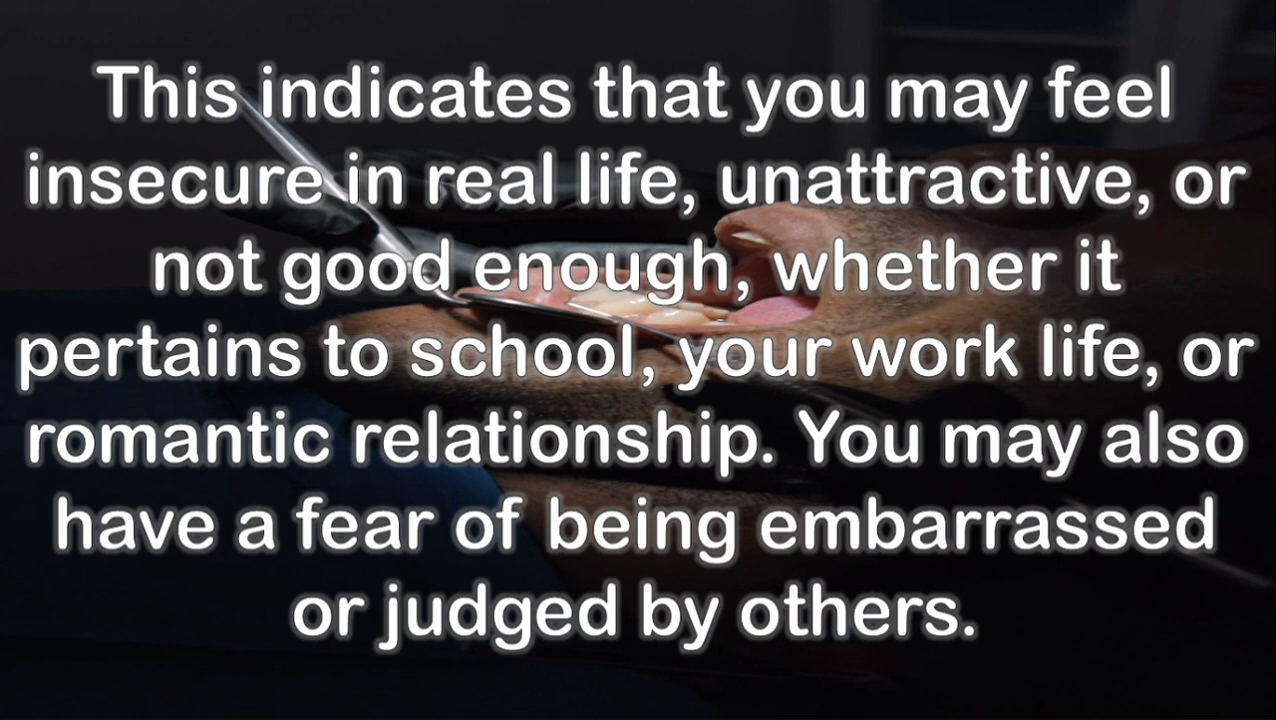 This indicates that you may feel
insecure in real life, unattractive, or
not good enough, whether it
pertains to school, your work life, or
romantic relationship. You may also
have a fear of being embarrassed
or judged by others.